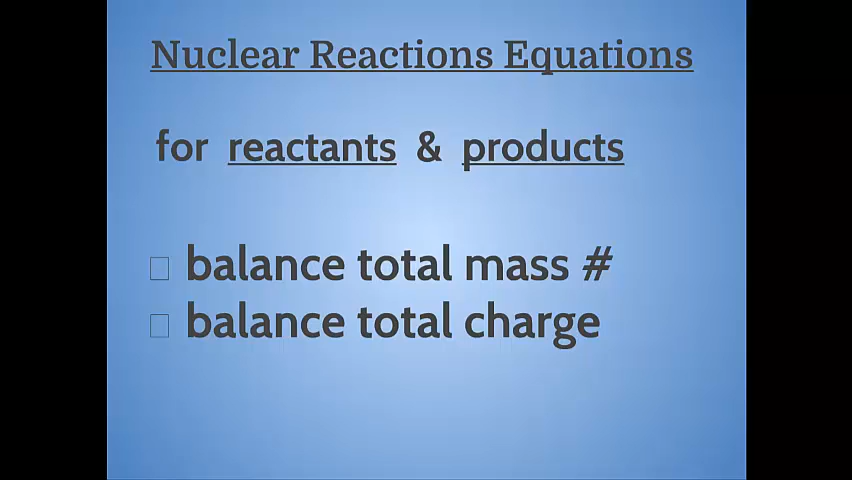 Nuclear Reactions Equations
for reactants & products
□ balance total mass #
□ balance total charge